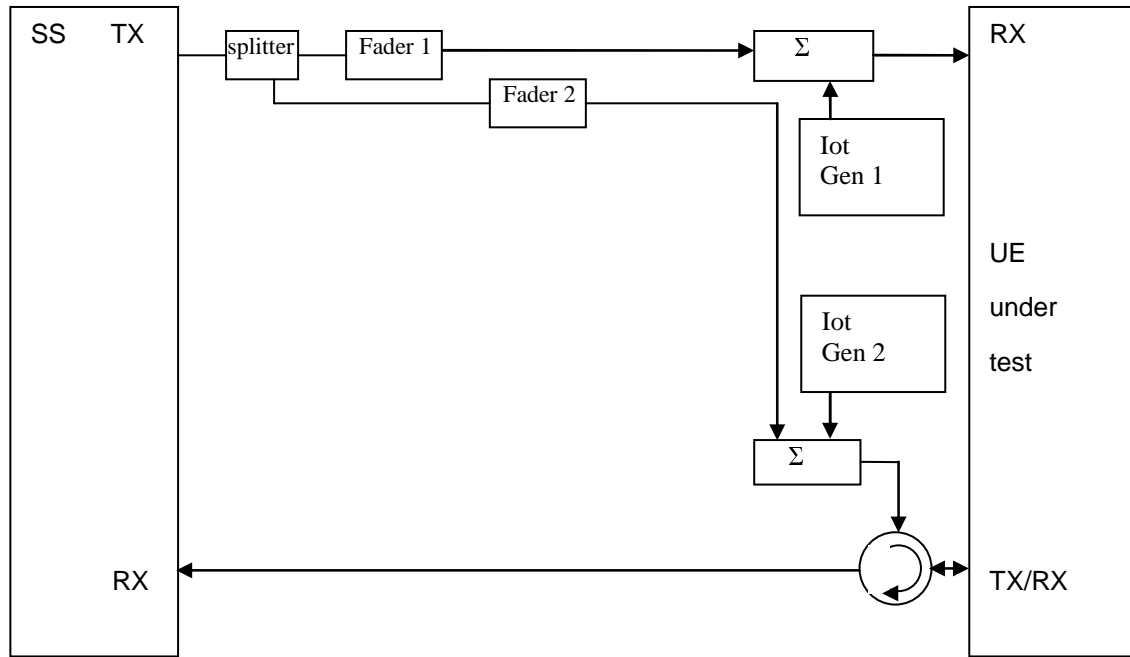 SS TX
splitter
Fader 1
Σ
RX
Fader 2
Iot
Gen 1
UE
under
test
Iot
Gen 2
Σ
RX
TX/RX